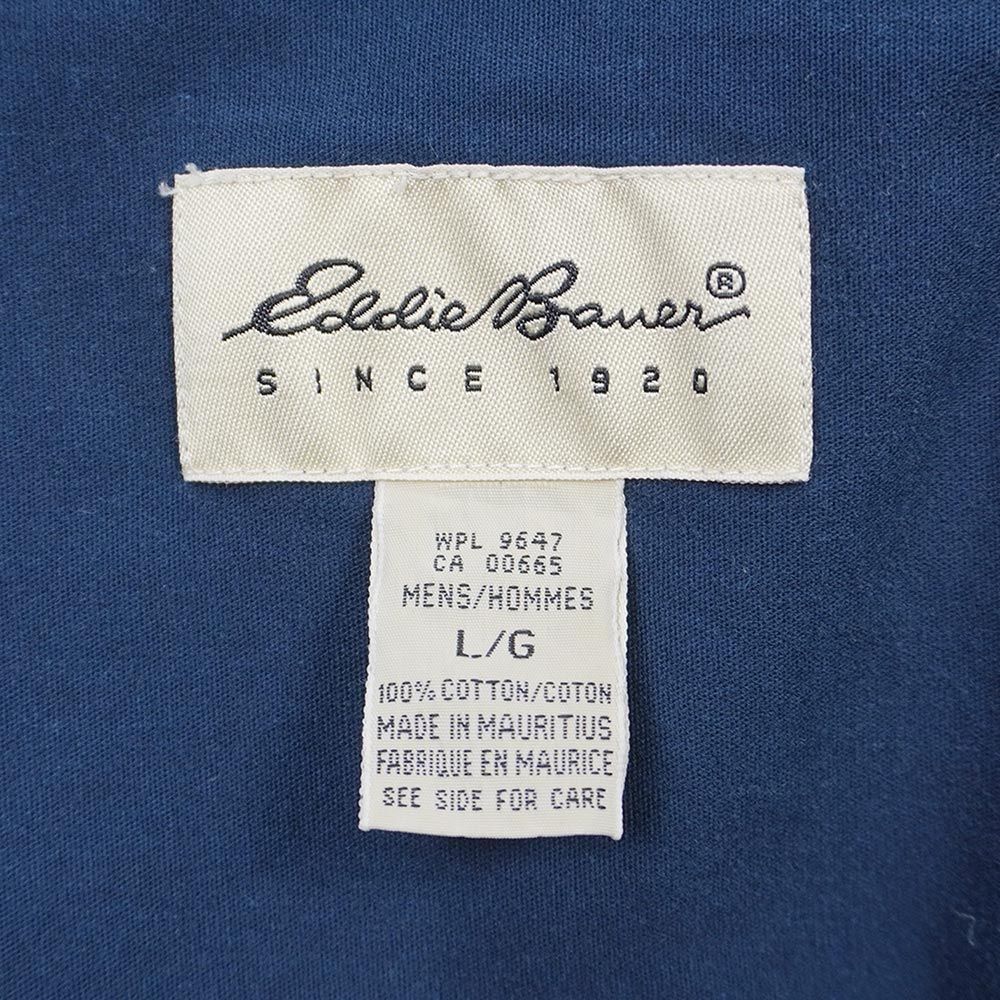 Eddie Bauer®
SINCE 1920
WPL 9647
CA 00665
MENS/HOMMES
L/G
100% COTTON/COTON
MADE IN MAURITIUS
FABRIQUE EN MAURICE
SEE SIDE FOR CARE